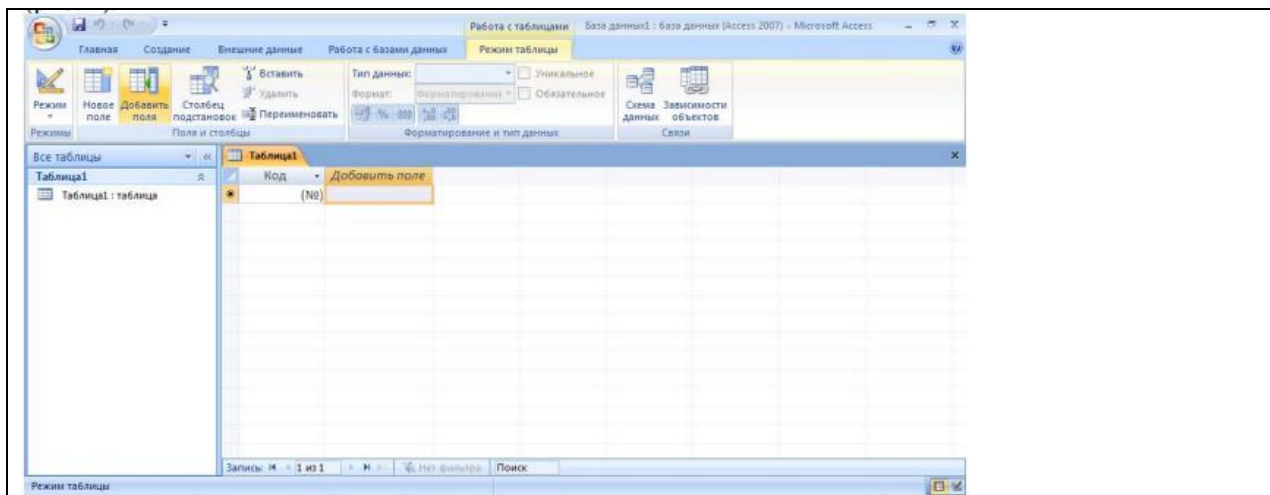 Работа с таблицами База данных1 : база данных (Access 2007) - Microsoft Access
Главная Создание Внешние данные Работа с базами данных Режим таблицы
Режим
Новое поле
Добавить поля
Столбец подстановок
Вставить
Удалить
Переименовать
Тип данных:
Формат: Форматирование
Уникальное
Обязательное
% 000
Схема данных
Зависимости объектов
Режимы Поля и столбцы Форматирование и тип данных Связи
Все таблицы
Таблица1
Таблица1 : таблица
Таблица1
Код Добавить поле
(№)
Запись: 1 из 1 Нет фильтра Поиск
Режим таблицы